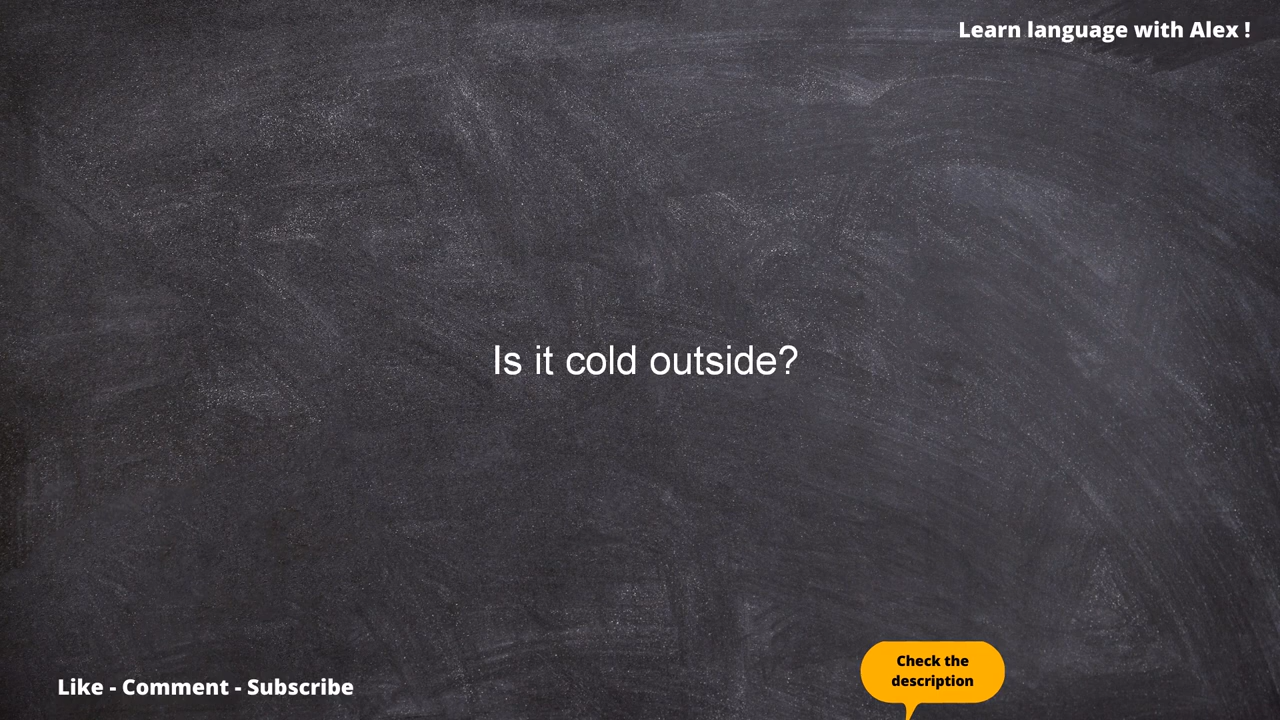 Learn language with Alex !
Is it cold outside?
Check the
description
Like - Comment - Subscribe